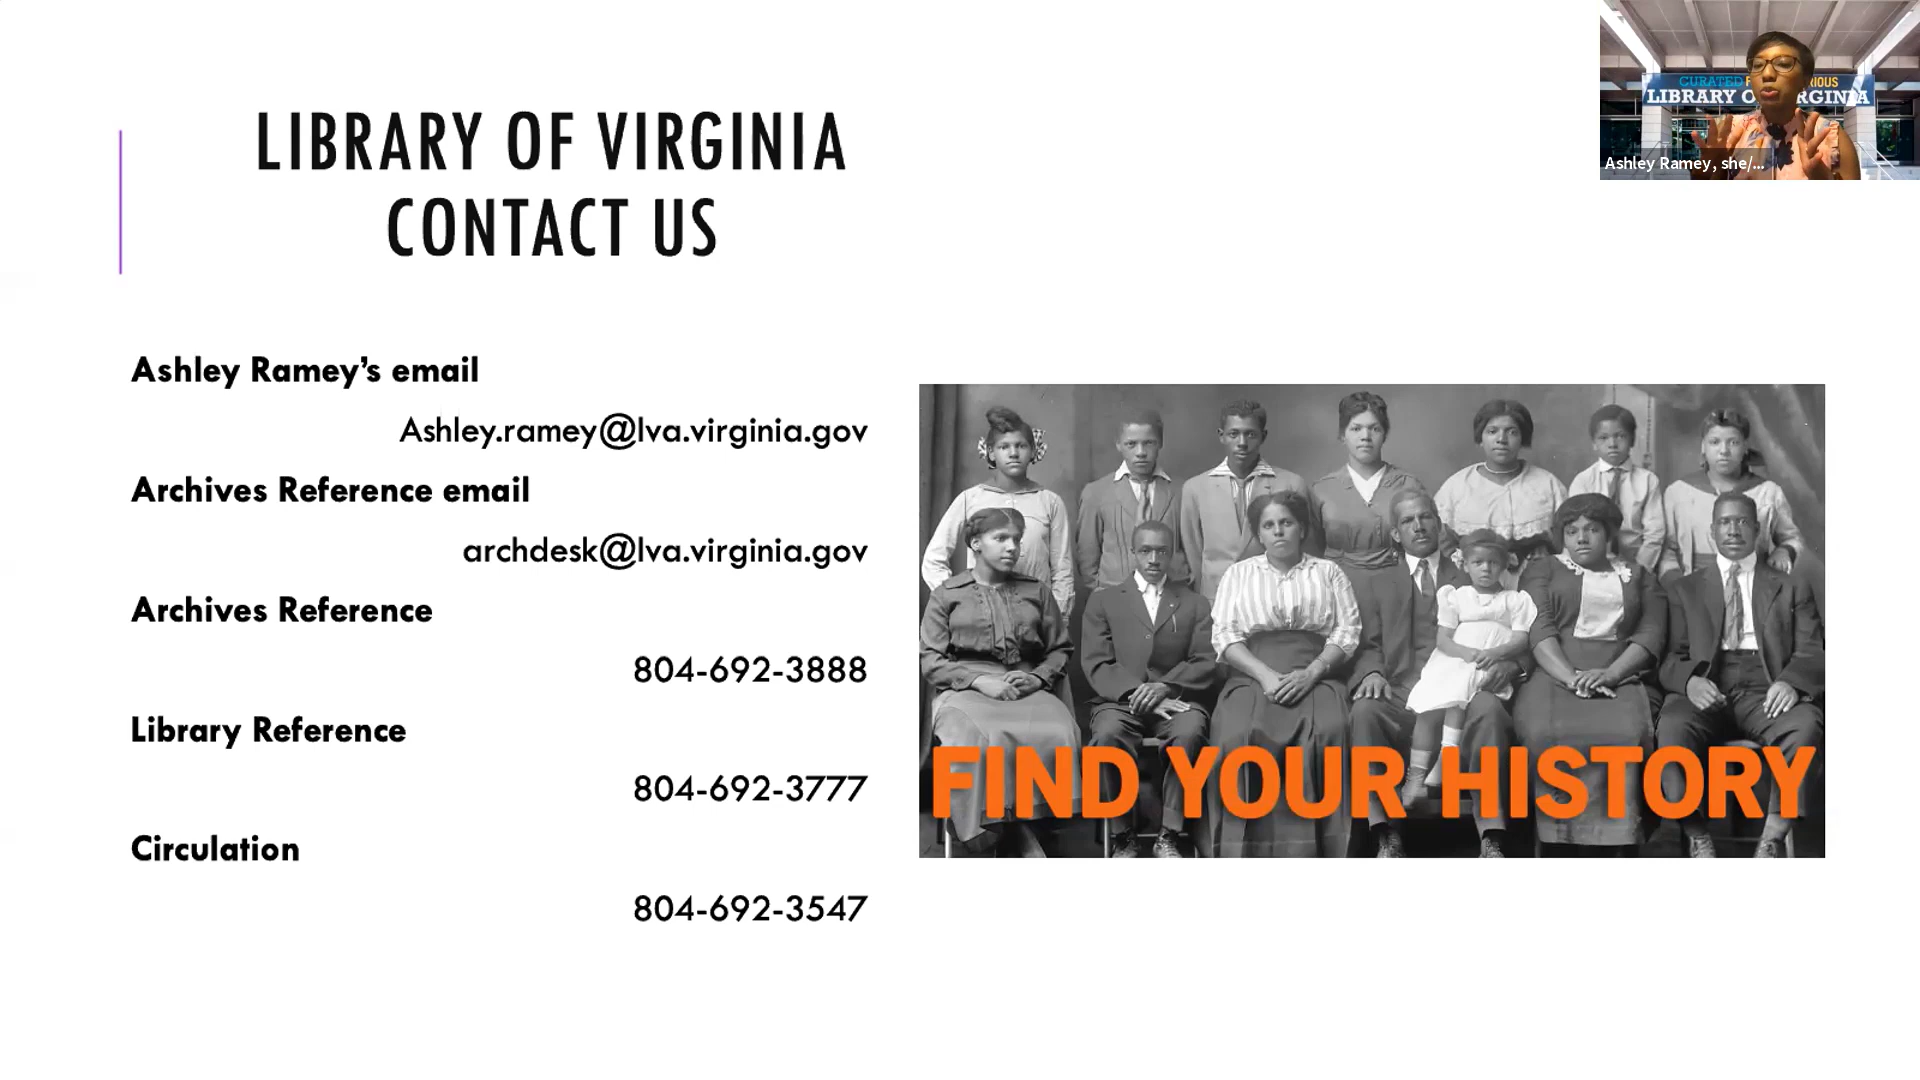 LIBRARY OF VIRGINIA
CONTACT US
Ashley Ramey’s email
Ashley.ramey@lva.virginia.gov
Archives Reference email
archdesk@lva.virginia.gov
Archives Reference
804-692-3888
Library Reference
804-692-3777
Circulation
804-692-3547
FIND YOUR HISTORY
CURATED
LIBRARY
Ashley Ramey, she/...